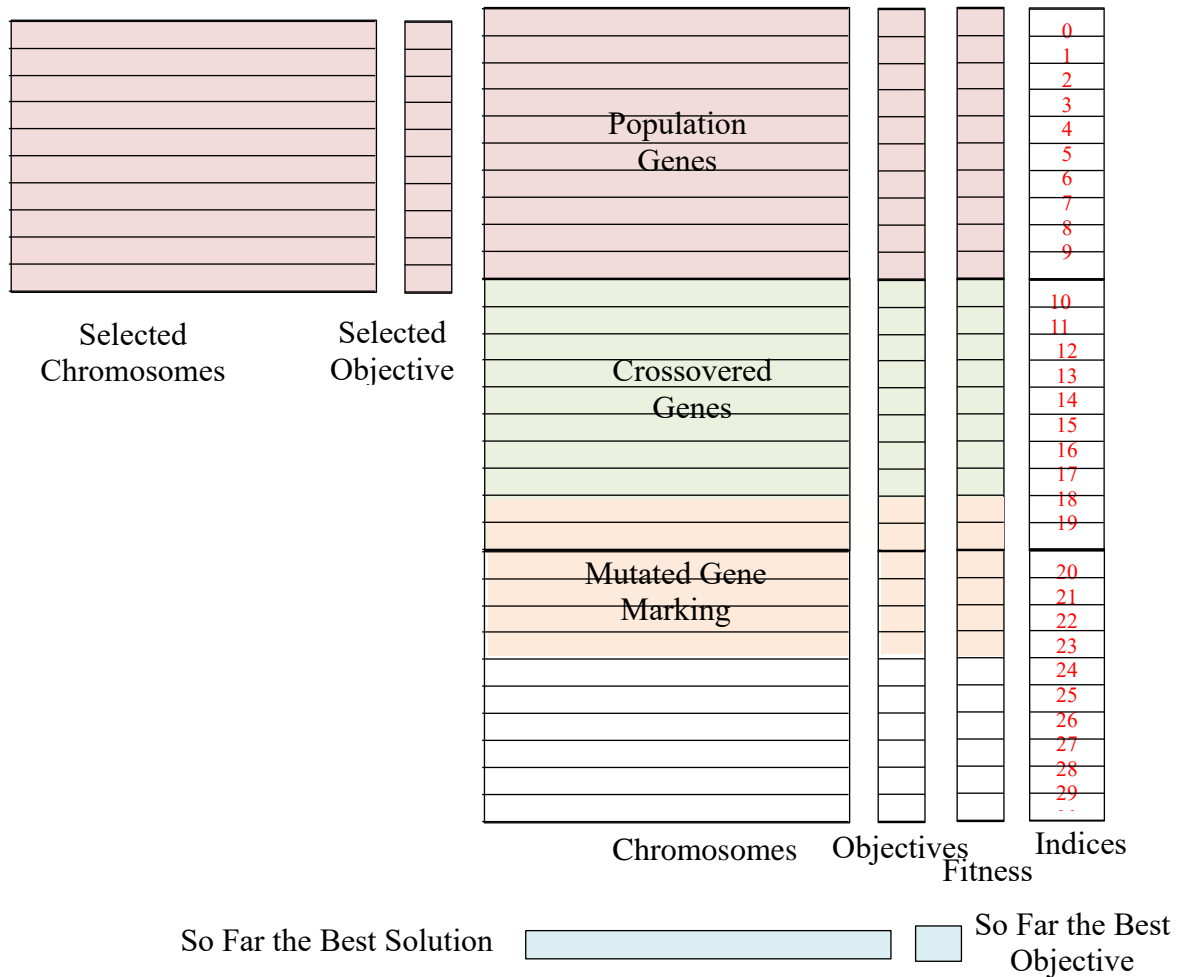 0
1
2
3
4
5
6
7
8
9
Population
Genes
10
11
12
13
14
15
16
17
18
19
Selected
Chromosomes
Selected
Objective
Crossovered
Genes
20
21
22
23
24
25
26
27
28
29
Mutated Gene
Marking
Chromosomes
Objectives
Fitness
Indices
So Far the Best Solution
So Far the Best
Objective